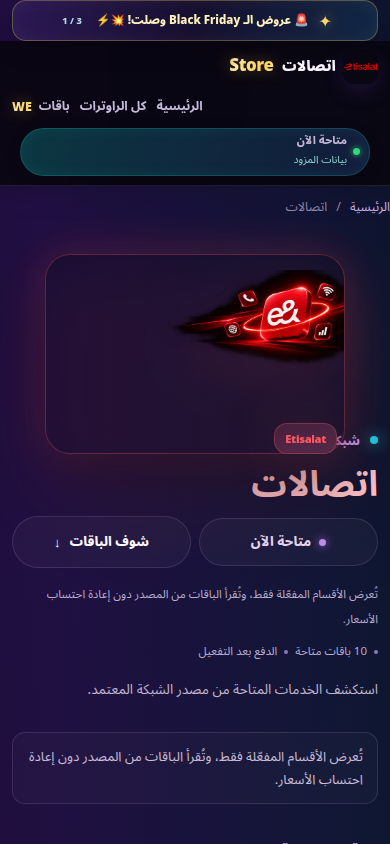 🚨 عروض الـ Black Friday وصلت! 💥⚡
1 / 3
etisalat
اتصالات Store
الرئيسية كل الراوترات باقات WE
متاحة الآن
بيانات المزود
الرئيسية / اتصالات
e&
Etisalat
اتصالات
متاحة الآن
شوف الباقات ↓
تُعرض الأقسام المفعّلة فقط، وتُقرأ الباقات من المصدر دون إعادة احتساب
الأسعار.
10 باقات متاحة • الدفع بعد التفعيل
استكشف الخدمات المتاحة من مصدر الشبكة المعتمد.
تُعرض الأقسام المفعّلة فقط، وتُقرأ الباقات من المصدر دون إعادة
احتساب الأسعار.